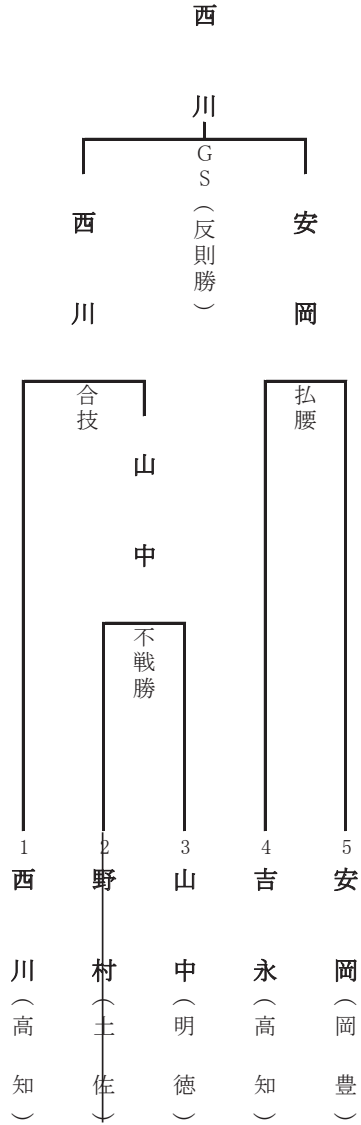 西川
GS(反則勝)
西川
安岡
合技
払腰
山中
不戦勝
1 西川(高知)
2 野村(土佐)
3 山中(明徳)
4 吉永(高知)
5 安岡(岡豊)